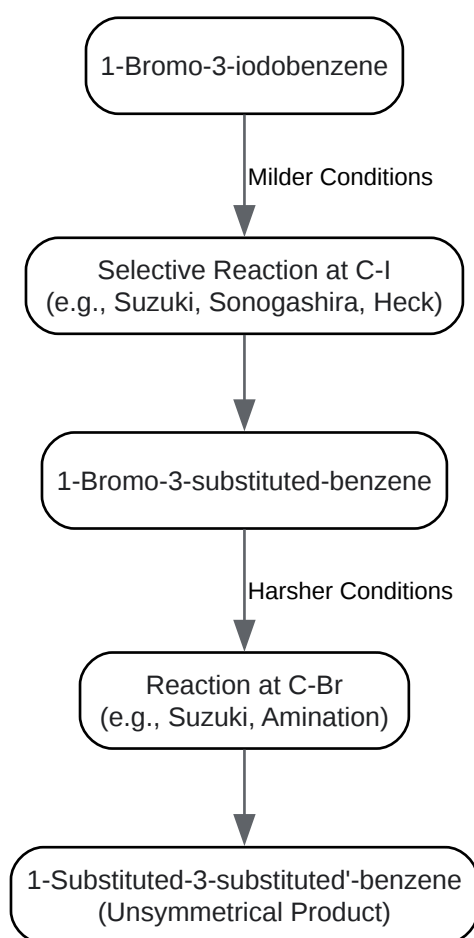 1-Bromo-3-iodobenzene
Milder Conditions
Selective Reaction at C-I
(e.g., Suzuki, Sonogashira, Heck)
1-Bromo-3-substituted-benzene
Harsher Conditions
Reaction at C-Br
(e.g., Suzuki, Amination)
1-Substituted-3-substituted'-benzene
(Unsymmetrical Product)